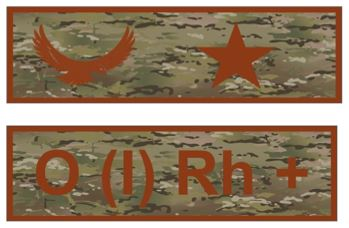 O (I) Rh +